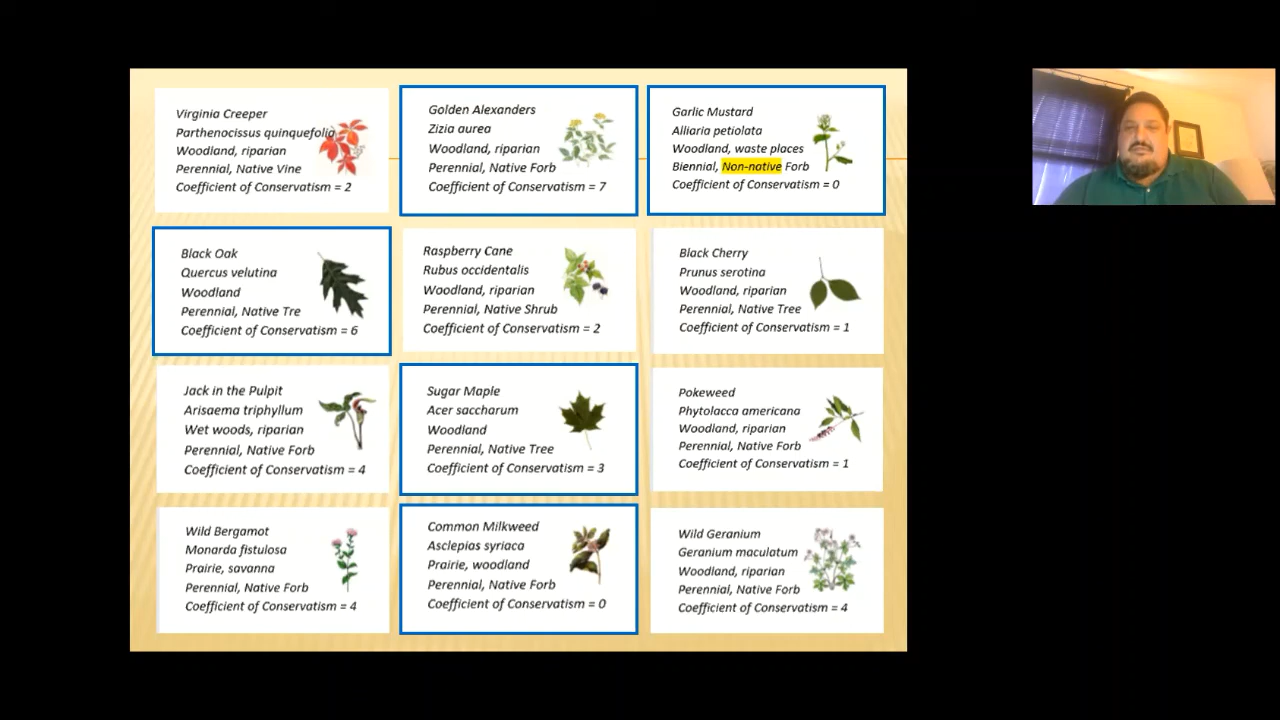 Virginia Creeper
Parthenocissus quinquefolia
Woodland, riparian
Perennial, Native Vine
Coefficient of Conservatism = 2
Golden Alexanders
Zizia aurea
Woodland, riparian
Perennial, Native Forb
Coefficient of Conservatism = 7
Garlic Mustard
Alliaria petiolata
Woodland, waste places
Biennial, Non-native Forb
Coefficient of Conservatism = 0
Black Oak
Quercus velutina
Woodland
Perennial, Native Tre
Coefficient of Conservatism = 6
Raspberry Cane
Rubus occidentalis
Woodland, riparian
Perennial, Native Shrub
Coefficient of Conservatism = 2
Black Cherry
Prunus serotina
Woodland, riparian
Perennial, Native Tree
Coefficient of Conservatism = 1
Jack in the Pulpit
Arisaema triphyllum
Wet woods, riparian
Perennial, Native Forb
Coefficient of Conservatism = 4
Sugar Maple
Acer saccharum
Woodland
Perennial, Native Tree
Coefficient of Conservatism = 3
Pokeweed
Phytolacca americana
Woodland, riparian
Perennial, Native Forb
Coefficient of Conservatism = 1
Wild Bergamot
Monarda fistulosa
Prairie, savanna
Perennial, Native Forb
Coefficient of Conservatism = 4
Common Milkweed
Asclepias syriaca
Prairie, woodland
Perennial, Native Forb
Coefficient of Conservatism = 0
Wild Geranium
Geranium maculatum
Woodland, riparian
Perennial, Native Forb
Coefficient of Conservatism = 4